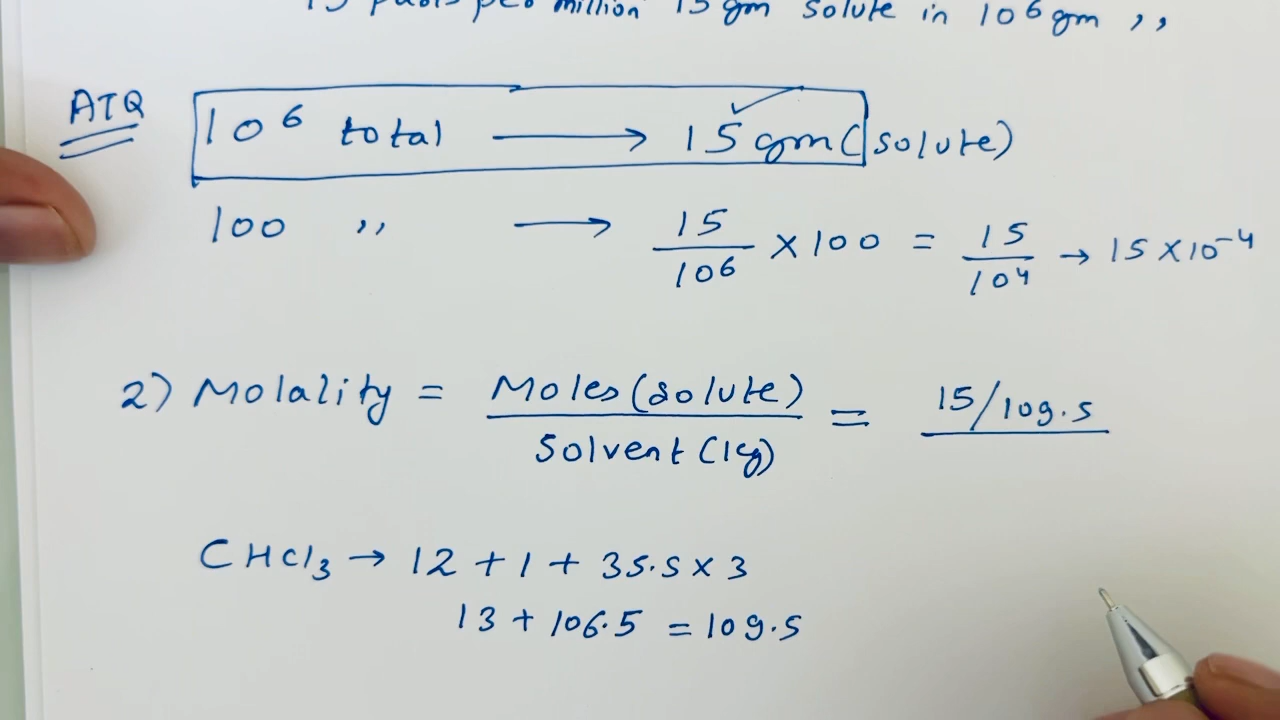 15 parts per million 15 gm solute in 10⁶ gm ,,
ATQ 10⁶ total → 15 gm (solute)
100 ,, → 15/10⁶ × 100 = 15/10⁴ → 15 × 10⁻⁴
2) Molality = Moles (solute)/Solvent (kg) = 15/109.5
CHCl₃ → 12 + 1 + 35.5 × 3
13 + 106.5 = 109.5